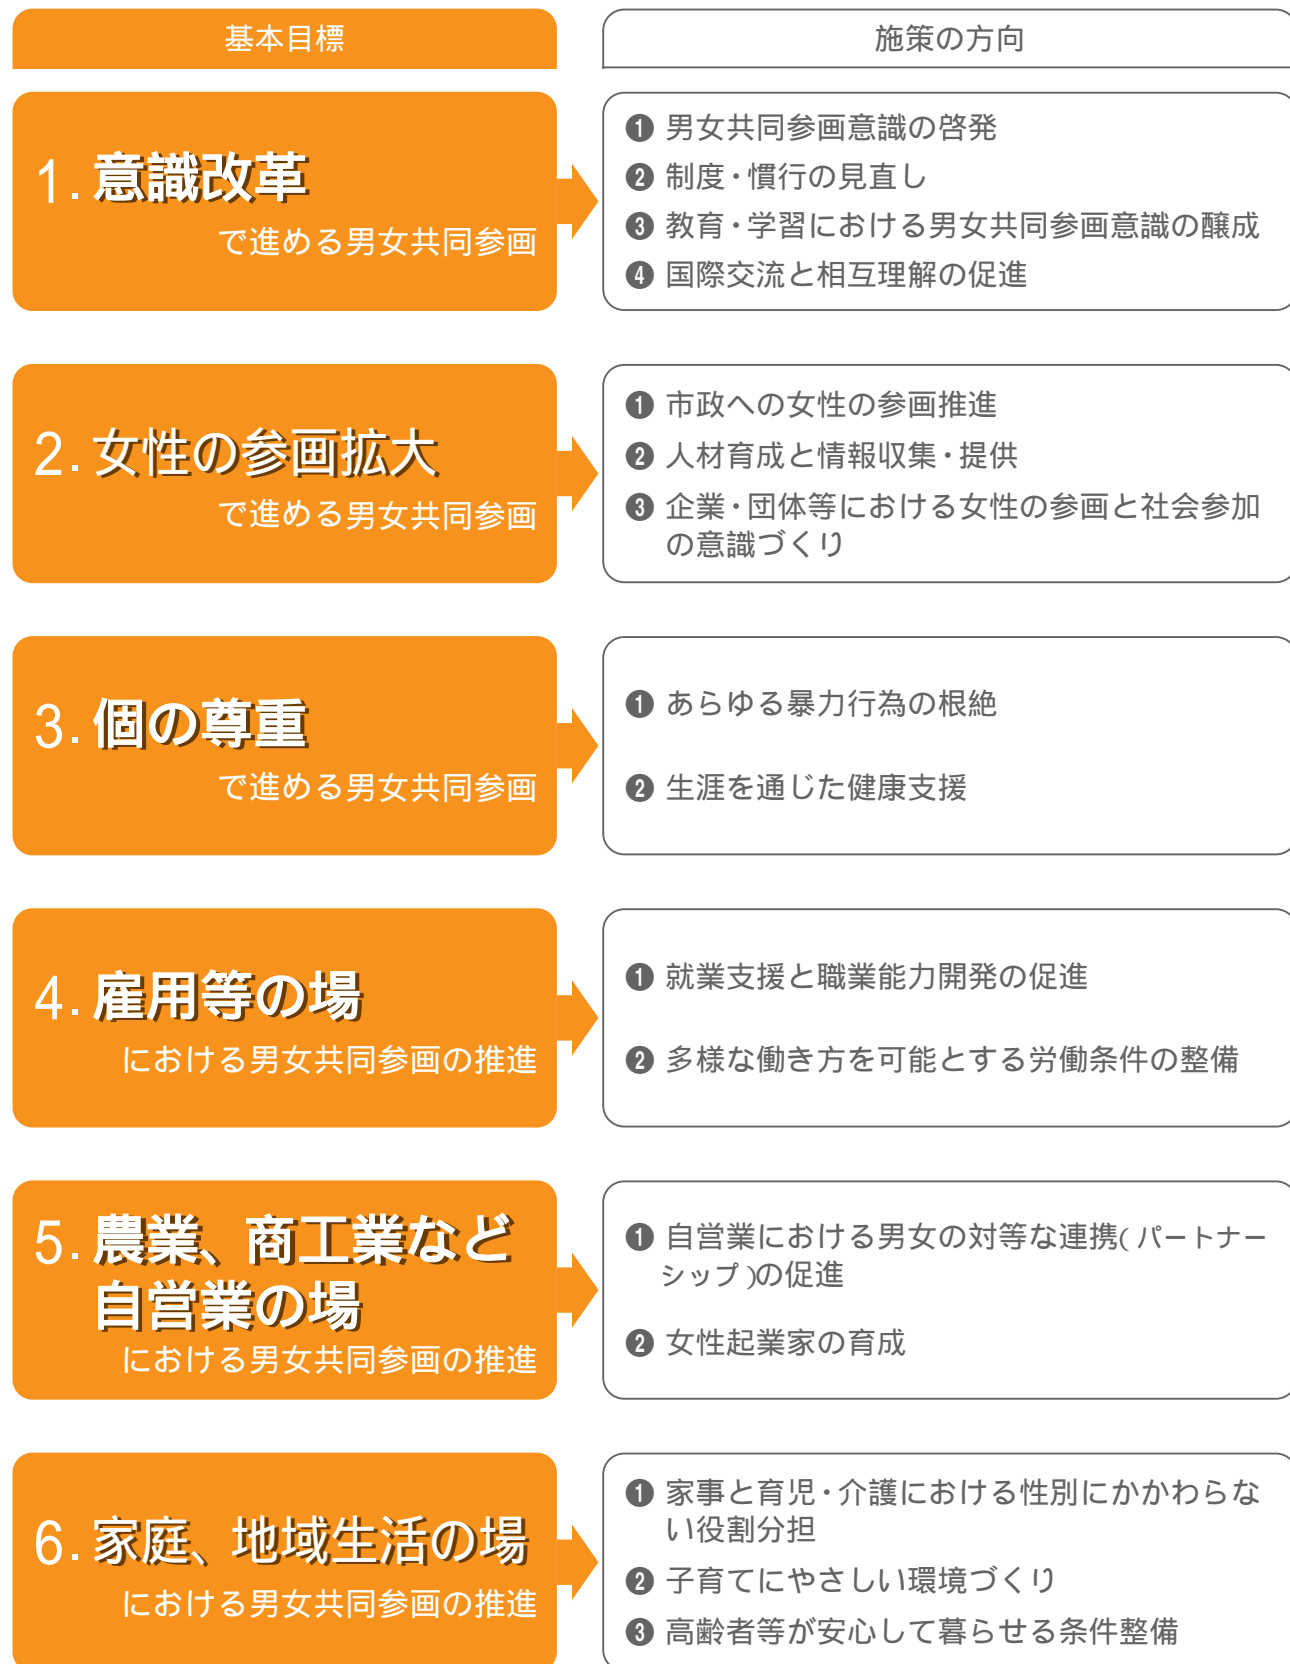 基本目標
施策の方向
1. 意識改革
で進める男女共同参画
❶ 男女共同参画意識の啓発
❷ 制度・慣行の見直し
❸ 教育・学習における男女共同参画意識の醸成
❹ 国際交流と相互理解の促進
2. 女性の参画拡大
で進める男女共同参画
❶ 市政への女性の参画推進
❷ 人材育成と情報収集・提供
❸ 企業・団体等における女性の参画と社会参加
の意識づくり
3. 個の尊重
で進める男女共同参画
❶ あらゆる暴力行為の根絶
❷ 生涯を通じた健康支援
4. 雇用等の場
における男女共同参画の推進
❶ 就業支援と職業能力開発の促進
❷ 多様な働き方を可能とする労働条件の整備
5. 農業、商工業など
自営業の場
における男女共同参画の推進
❶ 自営業における男女の対等な連携(パートナー
シップ)の促進
❷ 女性起業家の育成
6. 家庭、地域生活の場
における男女共同参画の推進
❶ 家事と育児・介護における性別にかかわらな
い役割分担
❷ 子育てにやさしい環境づくり
❸ 高齢者等が安心して暮らせる条件整備